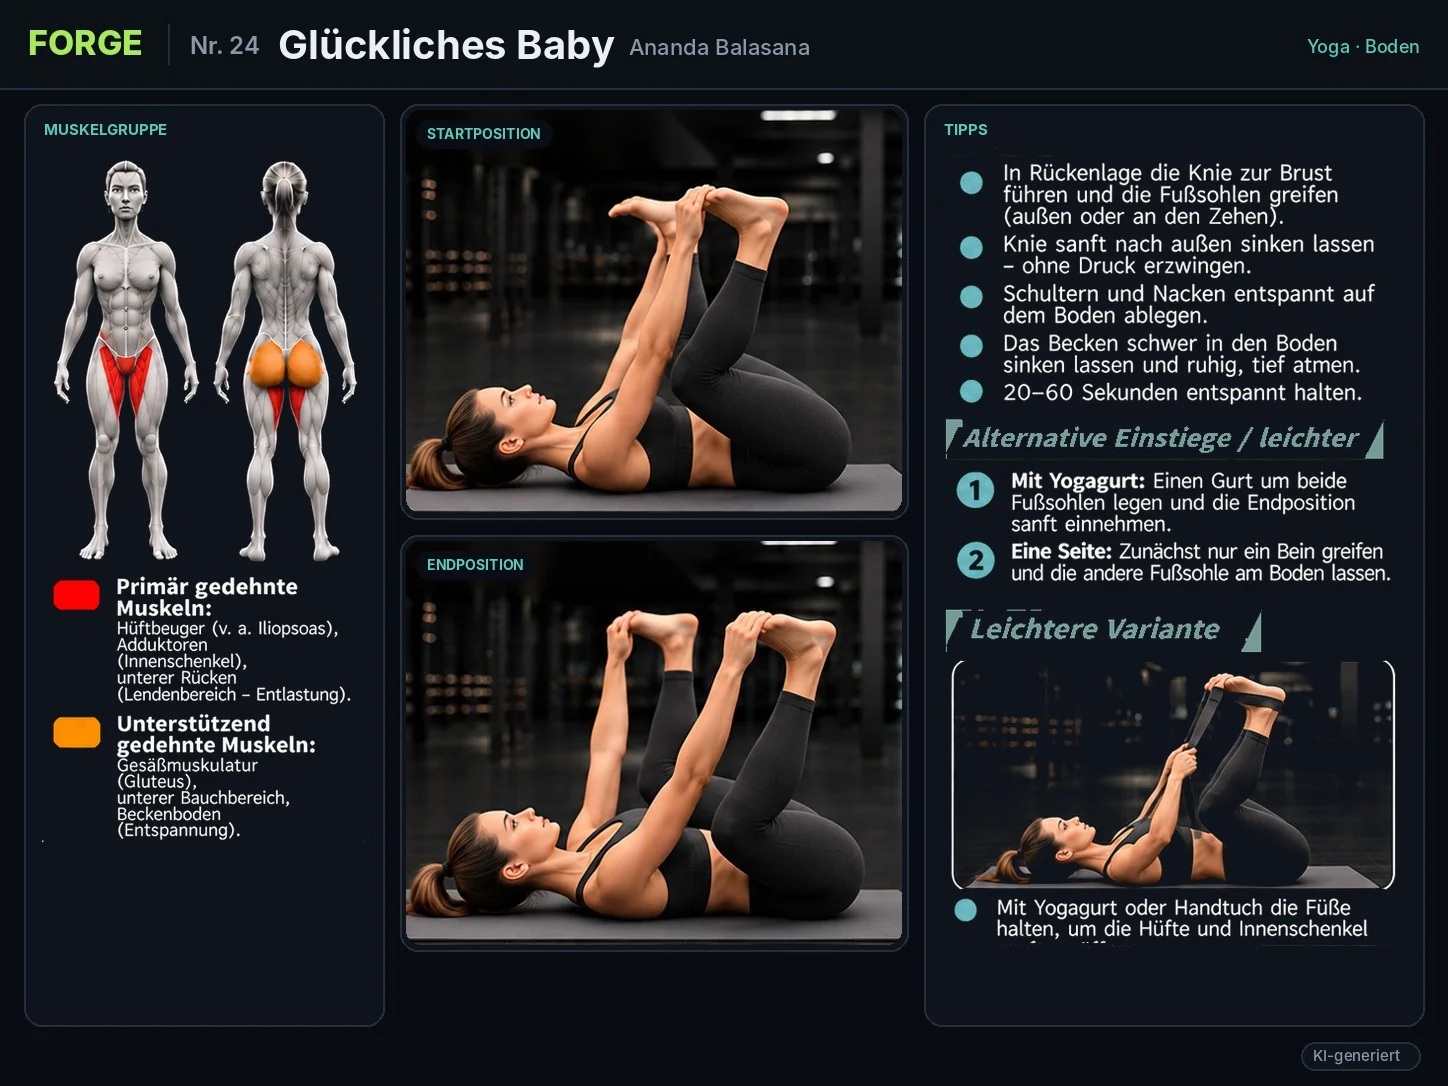 FORGE
Nr. 24
Glückliches Baby
Ananda Balasana
Yoga · Boden
MUSKELGRUPPE
Primär gedehnte
Muskeln:
Hüftbeuger (v. a. Iliopsoas),
Adduktoren
(Innenschenkel),
unterer Rücken
(Lendenbereich – Entlastung).
Unterstützend
gedehnte Muskeln:
Gesäßmuskulatur
(Gluteus),
unterer Bauchbereich,
Beckenboden
(Entspannung).
STARTPOSITION
ENDPOSITION
TIPPS
In Rückenlage die Knie zur Brust
führen und die Fußsohlen greifen
(außen oder an den Zehen).
Knie sanft nach außen sinken lassen
– ohne Druck erzwingen.
Schultern und Nacken entspannt auf
dem Boden ablegen.
Das Becken schwer in den Boden
sinken lassen und ruhig, tief atmen.
20–60 Sekunden entspannt halten.
Alternative Einstiege / leichter
1 Mit Yogagurt: Einen Gurt um beide
Fußsohlen legen und die Endposition
sanft einnehmen.
2 Eine Seite: Zunächst nur ein Bein greifen
und die andere Fußsohle am Boden lassen.
Leichtere Variante
Mit Yogagurt oder Handtuch die Füße
halten, um die Hüfte und Innenschenkel
KI-generiert